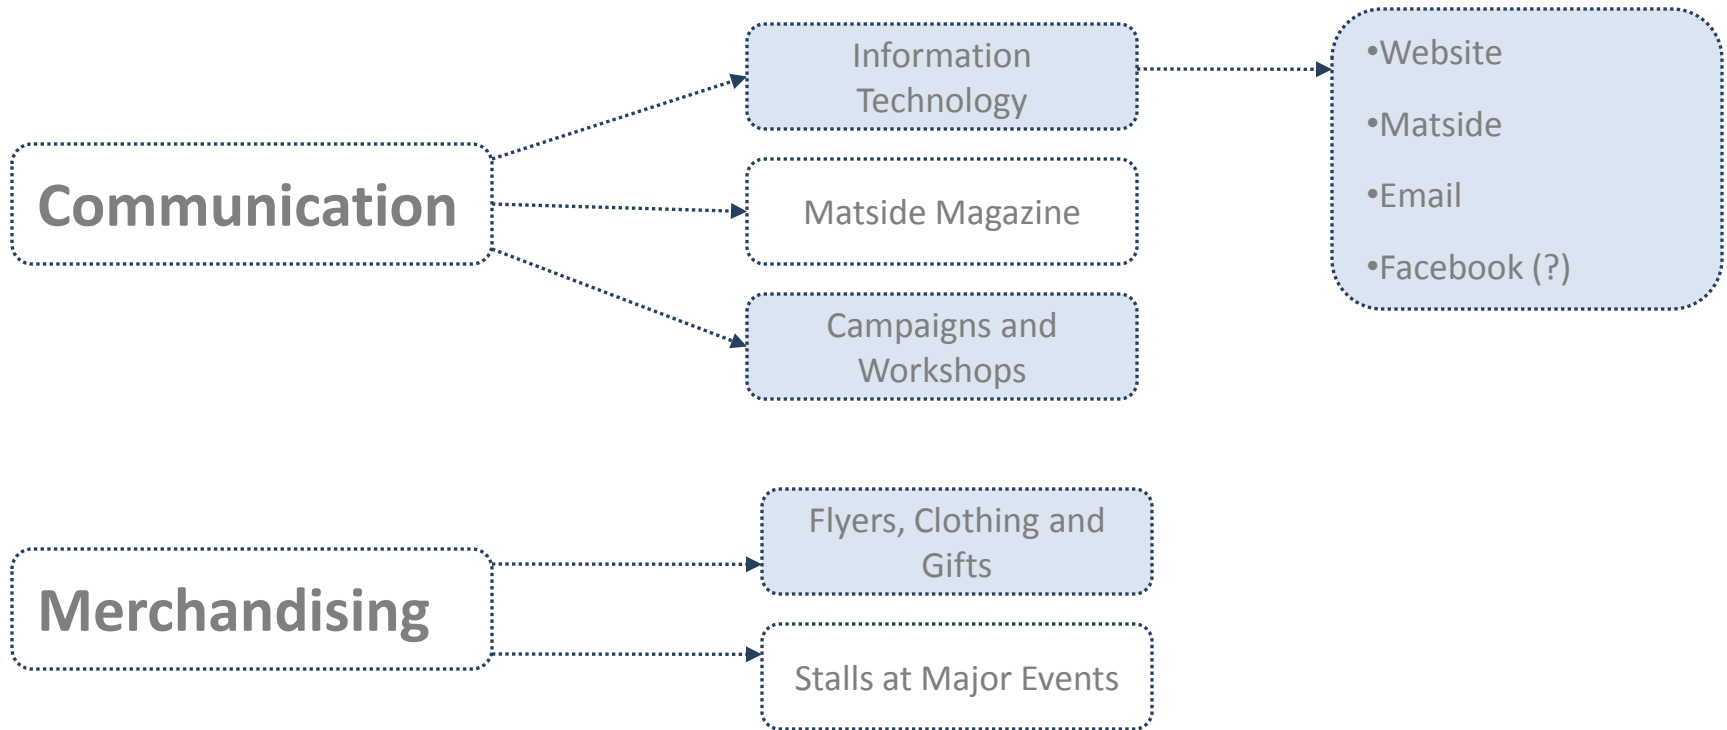 Communication
Information
Technology
•Website
•Matside
•Email
•Facebook (?)
Matside Magazine
Campaigns and
Workshops
Merchandising
Flyers, Clothing and
Gifts
Stalls at Major Events